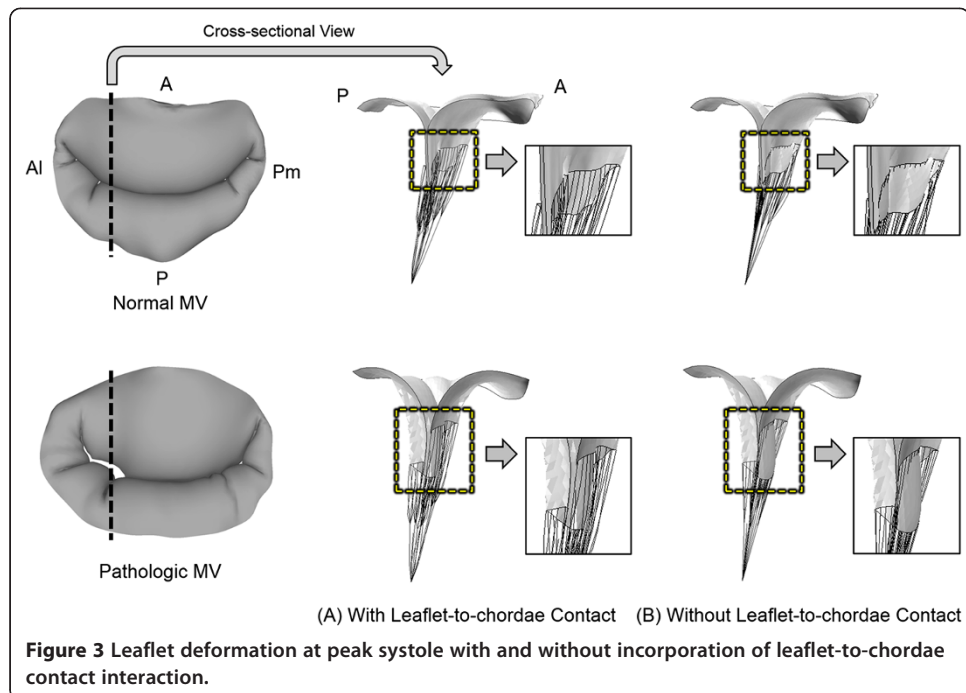 Cross-sectional View
A
P
A
Al
Pm
P
Normal MV
Pathologic MV
(A) With Leaflet-to-chordae Contact
(B) Without Leaflet-to-chordae Contact
Figure 3 Leaflet deformation at peak systole with and without incorporation of leaflet-to-chordae
contact interaction.